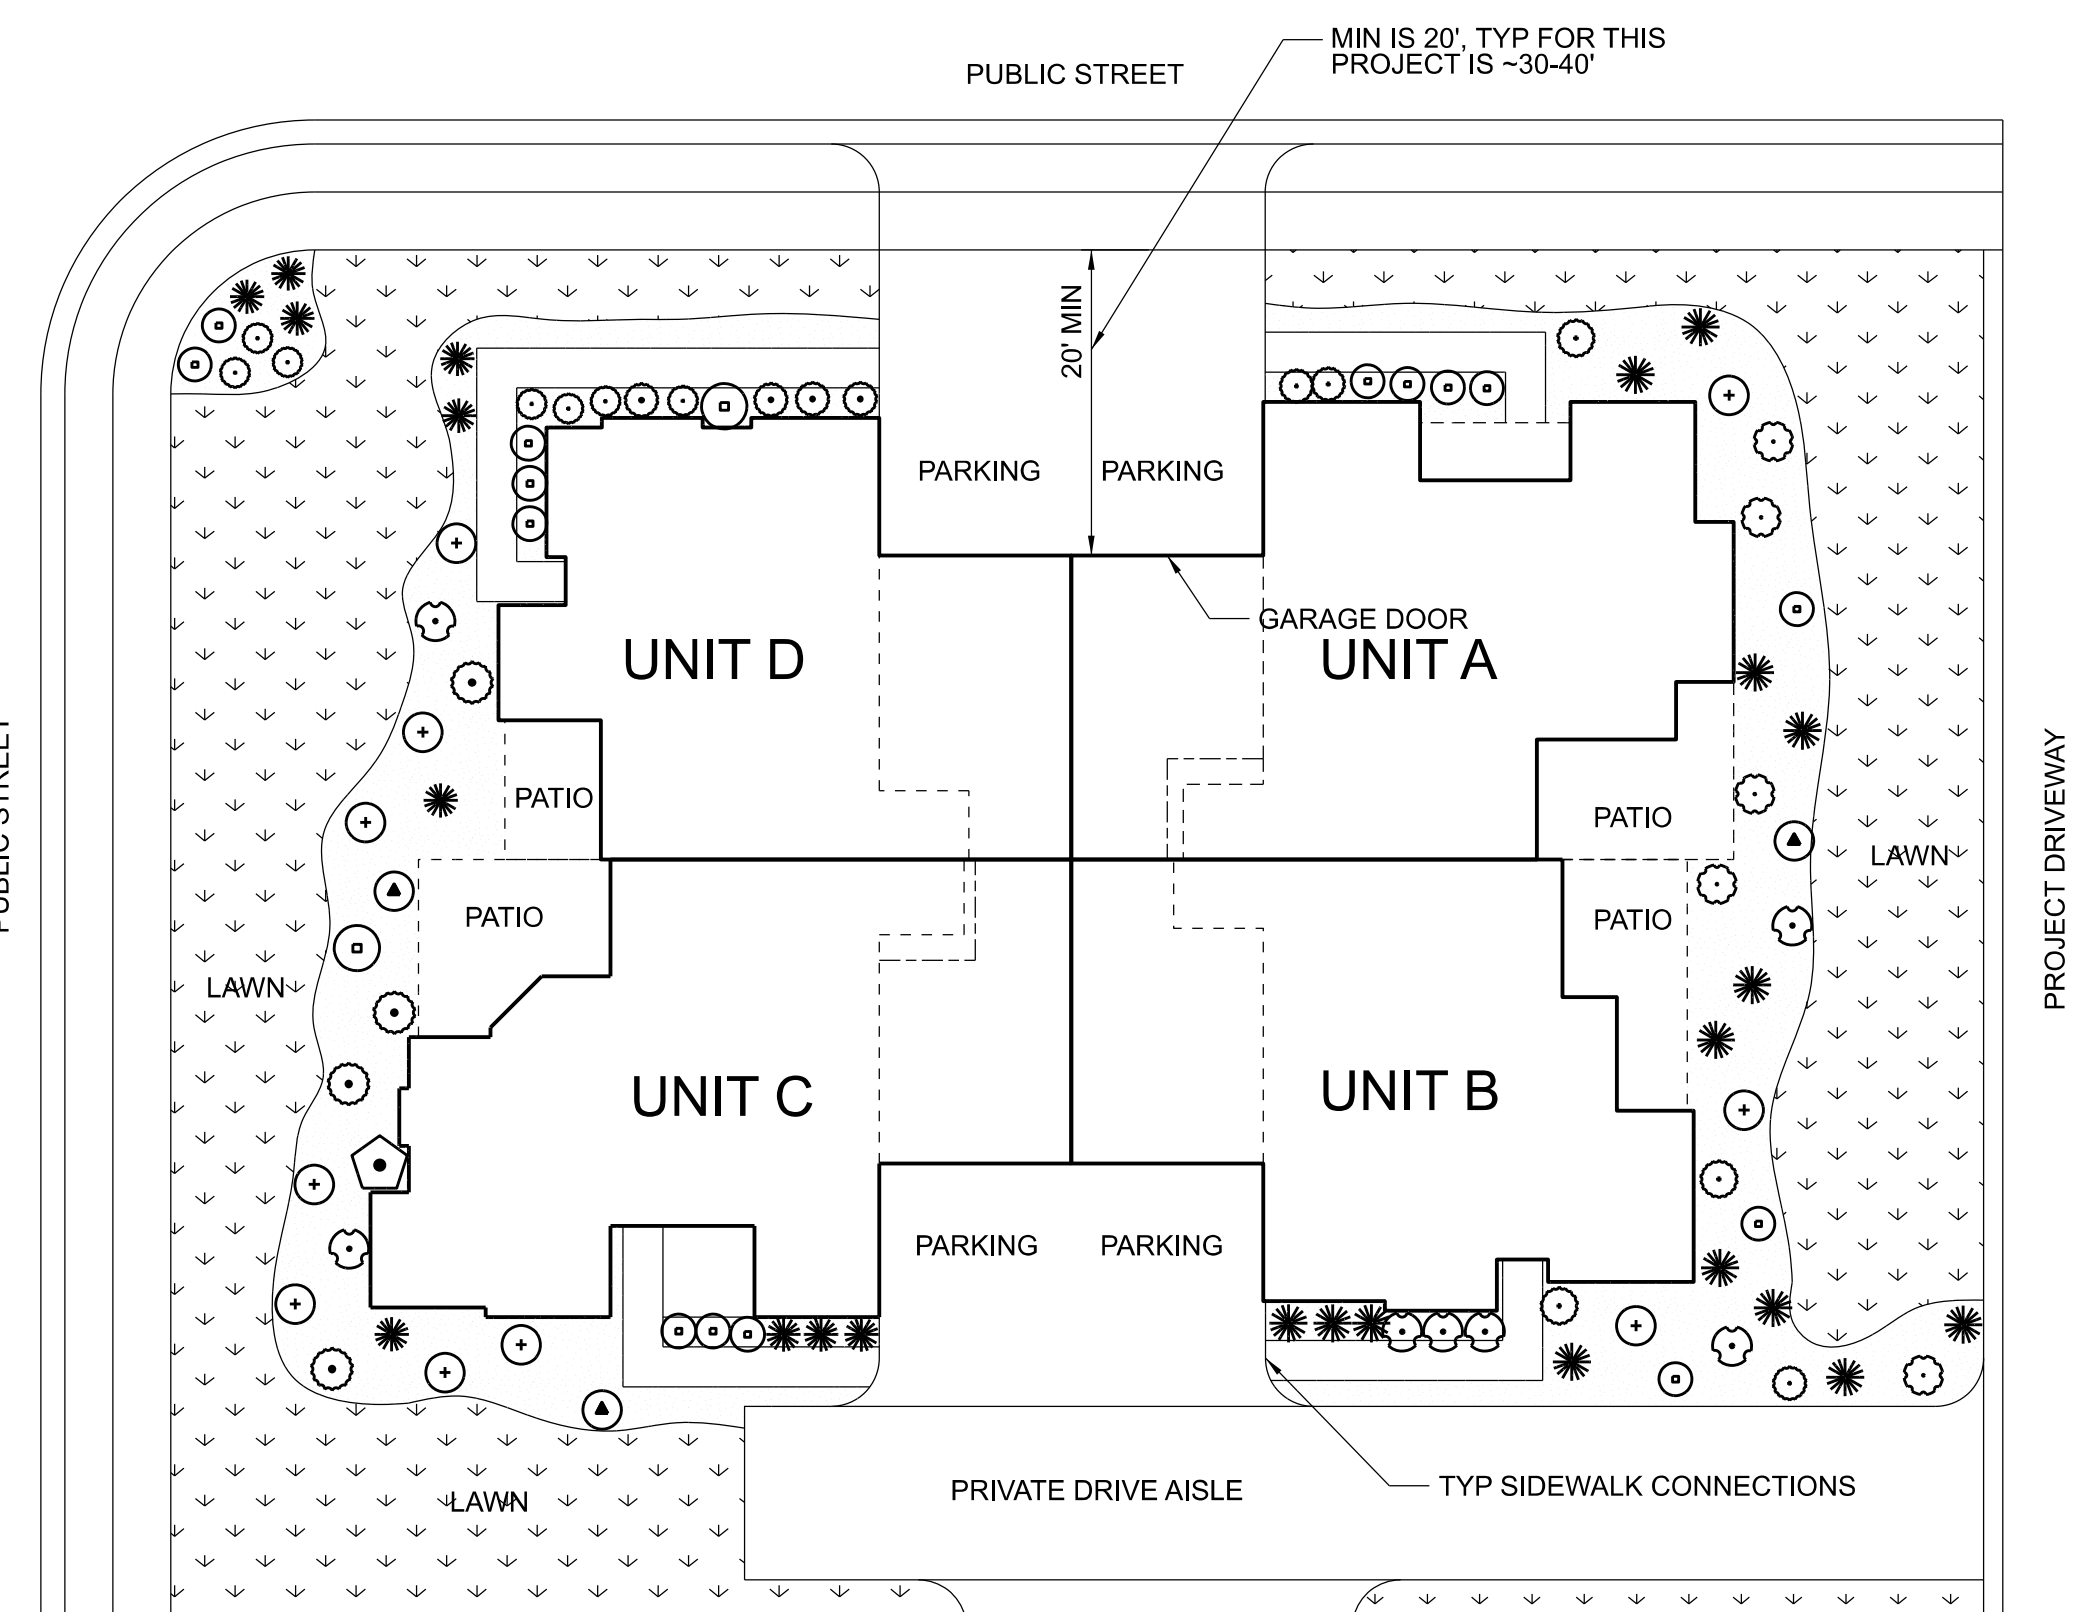 MIN IS 20', TYP FOR THIS
PROJECT IS ~30-40'
PUBLIC STREET
20' MIN
PARKING
PARKING
GARAGE DOOR
UNIT D
UNIT A
PUBLIC STREET
PATIO
PATIO
LAWN
PROJECT DRIVEWAY
PATIO
PATIO
LAWN
UNIT C
UNIT B
PARKING
PARKING
LAWN
PRIVATE DRIVE AISLE
TYP SIDEWALK CONNECTIONS